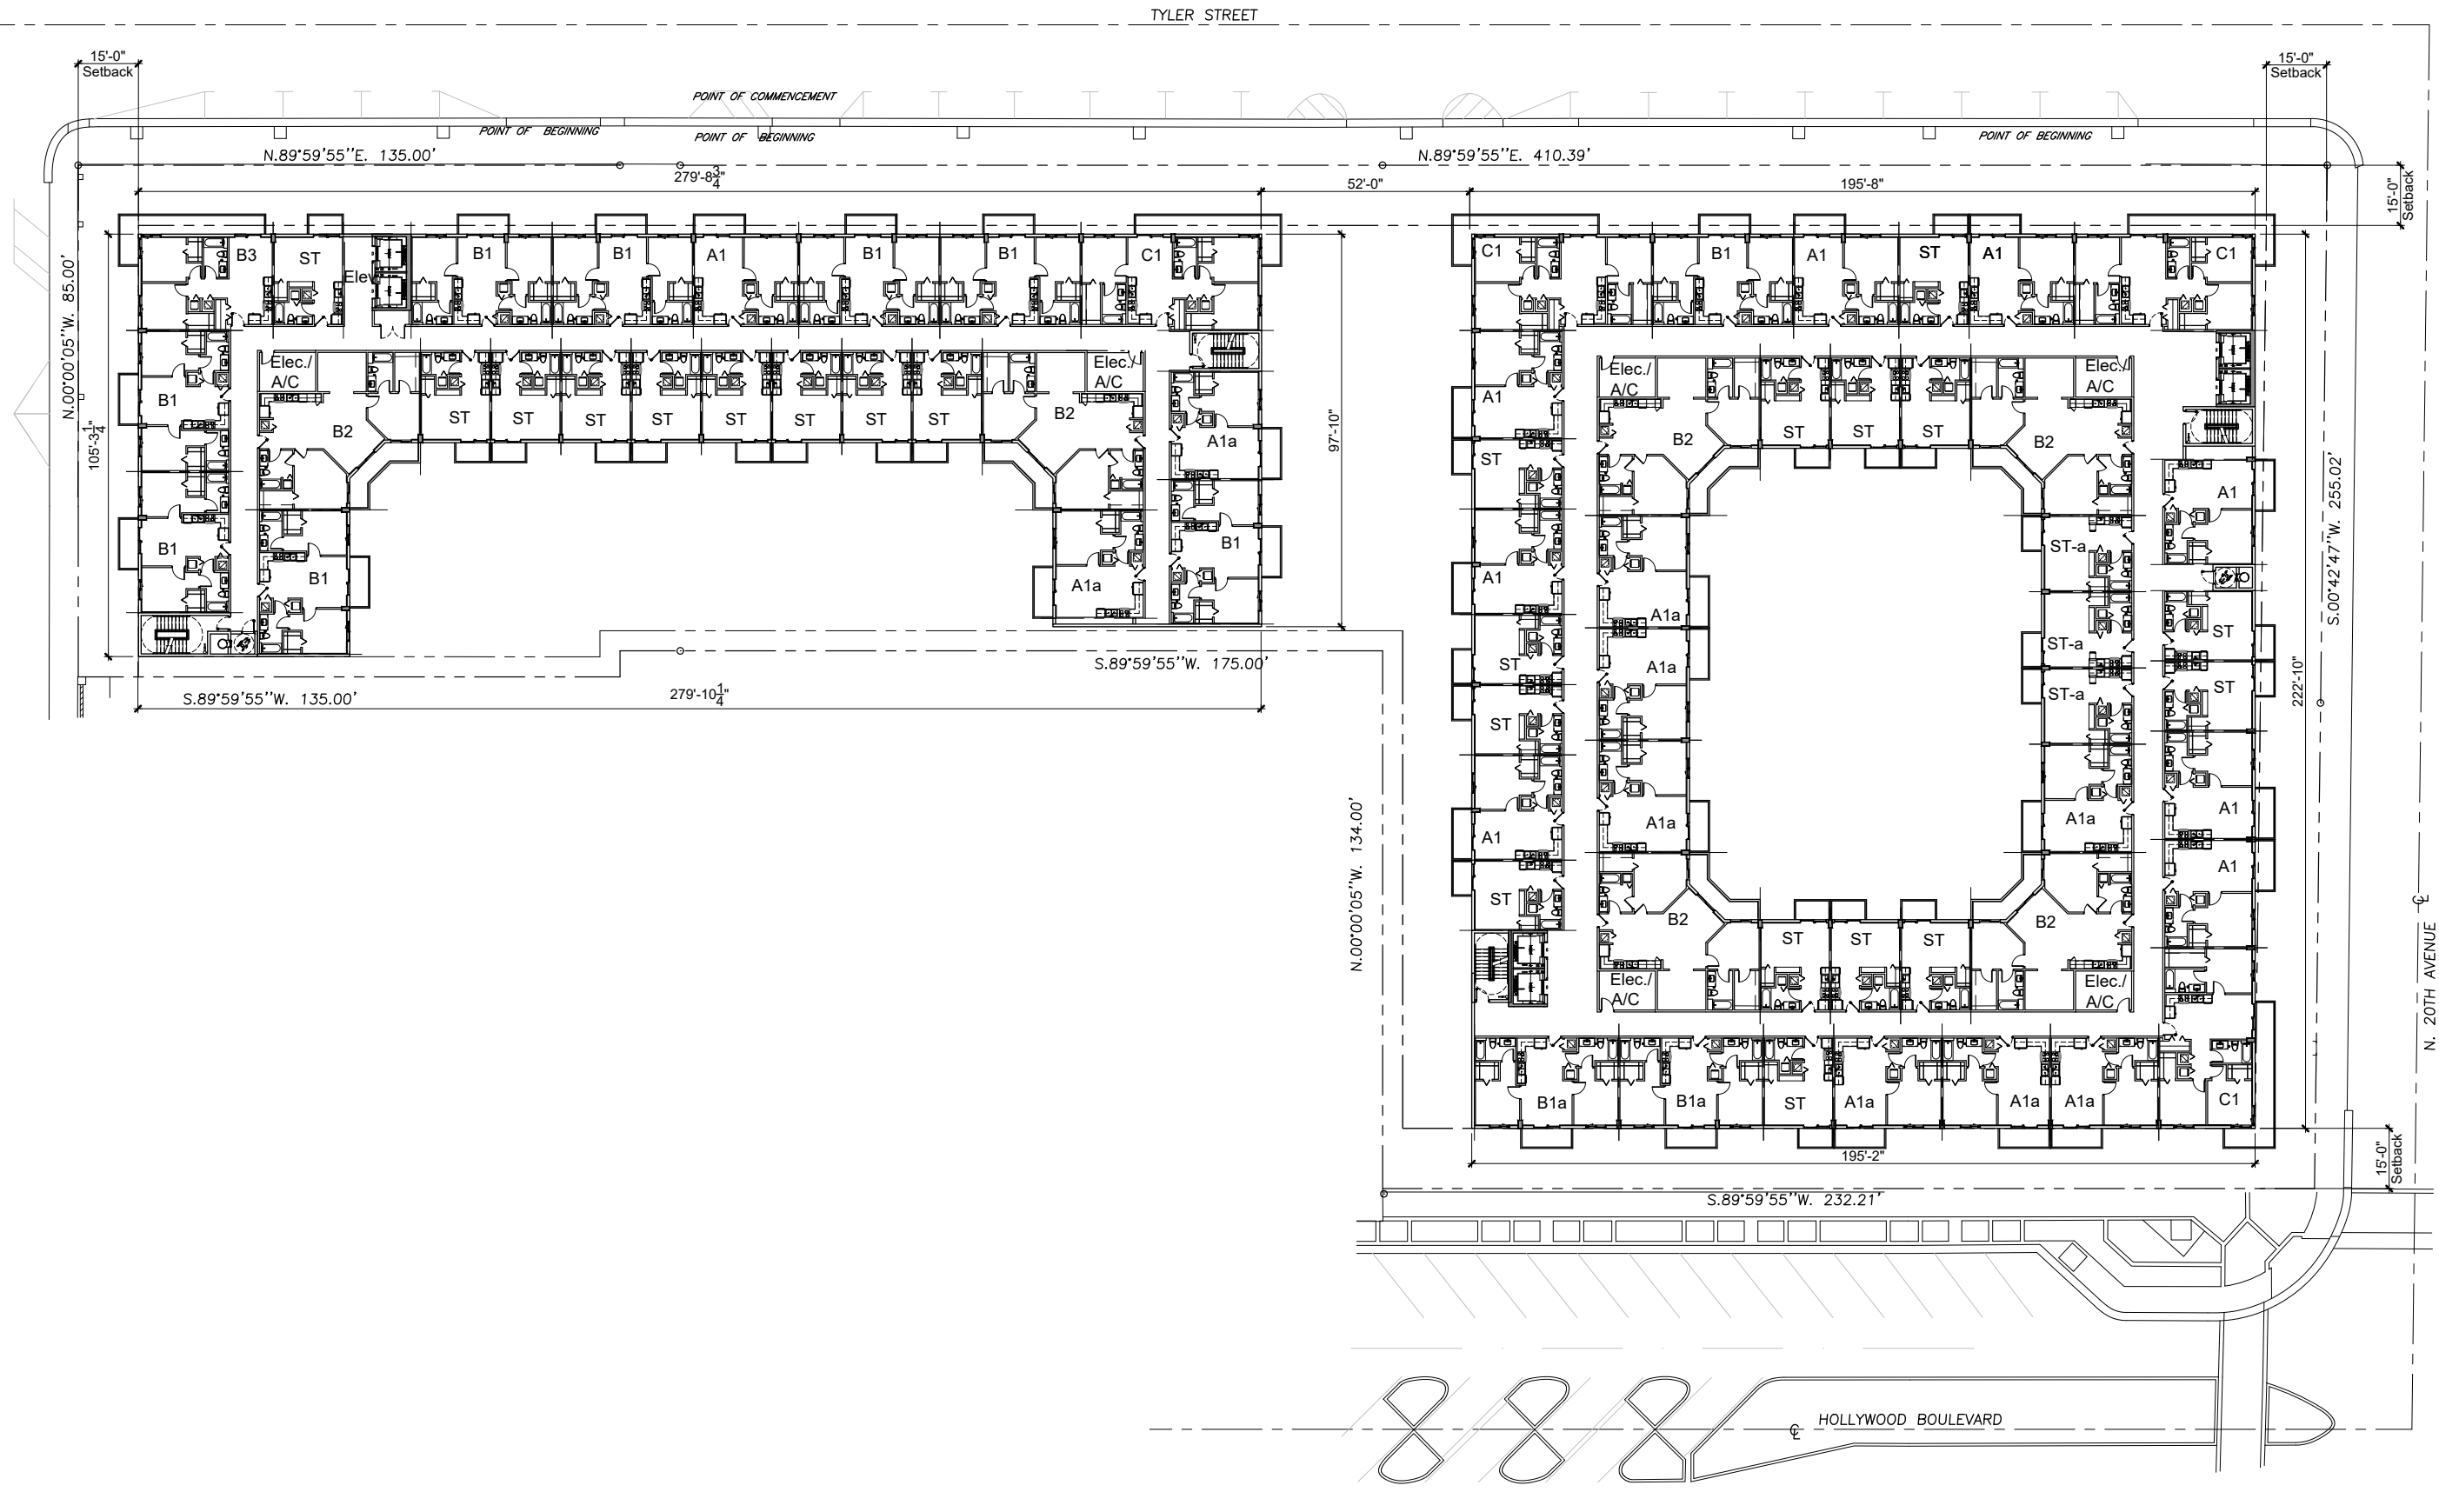 TYLER STREET
15'-0"
Setback
15'-0"
Setback
POINT OF COMMENCEMENT
POINT OF BEGINNING
POINT OF BEGINNING
POINT OF BEGINNING
N.89°59'55''E. 135.00'
N.89°59'55''E. 410.39'
279'-8 3/4"
52'-0"
195'-8"
15'-0"
Setback
N.00°00'05''W. 85.00'
105'-3 1/4"
B3
ST
Elev.
B1
B1
A1
B1
B1
C1
C1
B1
A1
ST
A1
C1
Elec./
A/C
Elec./
A/C
Elec./
A/C
Elec./
A/C
B1
B2
ST
ST
ST
ST
ST
ST
ST
ST
B2
A1a
97'-10"
A1
B2
ST
ST
ST
B2
ST
A1
S.00°42'47''W. 255.02'
B1
B1
A1a
B1
A1
A1a
ST-a
ST
A1a
ST-a
ST
S.89°59'55''W. 175.00'
S.89°59'55''W. 135.00'
279'-10 1/4"
ST
ST-a
ST
222'-10"
N.00°00'05''W. 134.00'
A1
A1a
A1a
A1
A1
ST
B2
ST
ST
ST
B2
Elec./
A/C
Elec./
A/C
N. 20TH AVENUE
B1a
B1a
ST
A1a
A1a
A1a
C1
195'-2"
15'-0"
Setback
S.89°59'55''W. 232.21'
HOLLYWOOD BOULEVARD